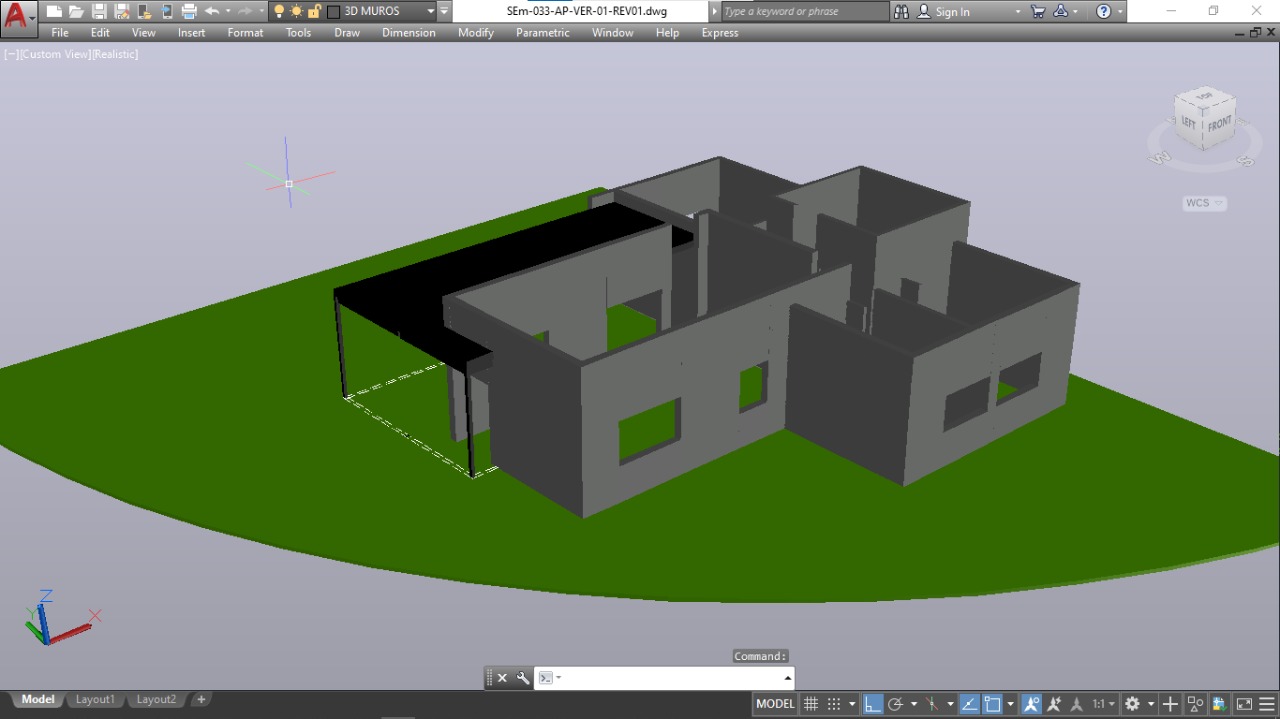 A
3D MUROS
SEm-033-AP-VER-01-REV01.dwg
Type a keyword or phrase
Sign In
File Edit View Insert Format Tools Draw Dimension Modify Parametric Window Help Express
[−][Custom View][Realistic]
TOP
LEFT
FRONT
W
S
WCS
Z
Y
X
Command:
Model Layout1 Layout2 +
MODEL
1:1